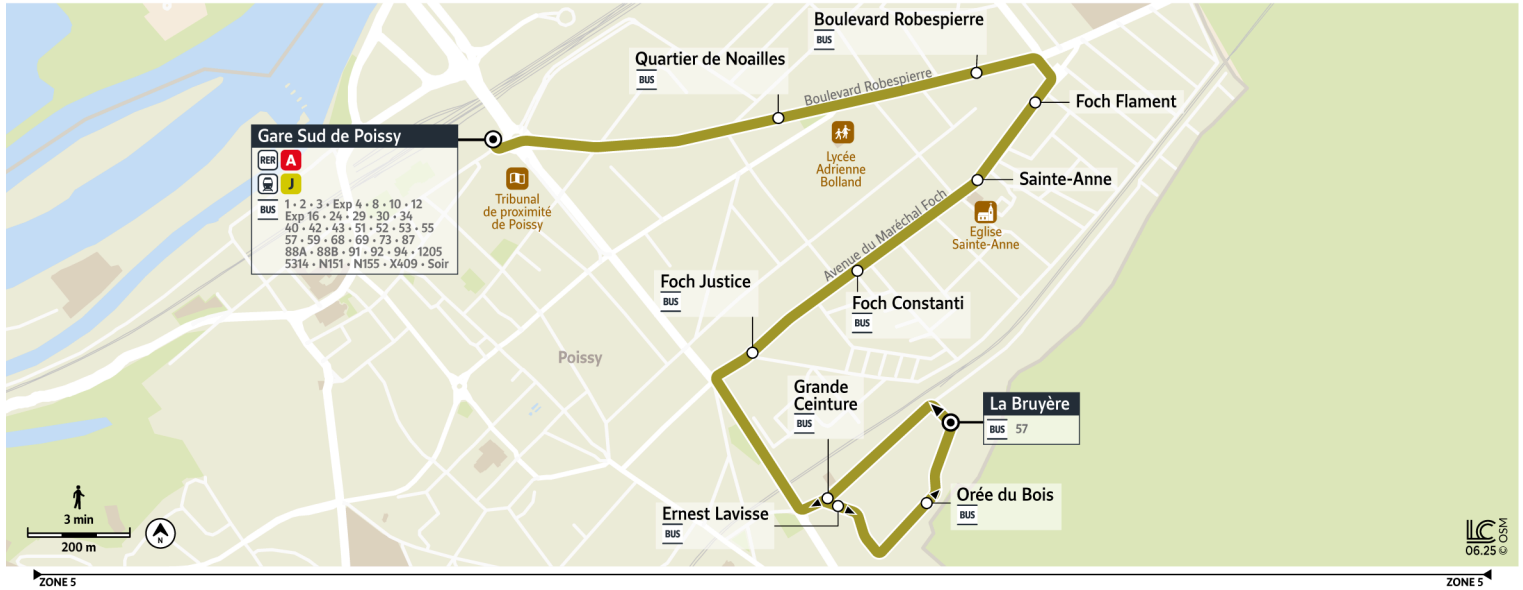 Boulevard Robespierre
BUS
Quartier de Noailles
BUS
Boulevard Robespierre
Foch Flament
Gare Sud de Poissy
RER A
J
BUS
1 • 2 • 3 • Exp 4 • 8 • 10 • 12
Exp 16 • 24 • 29 • 30 • 34
40 • 42 • 43 • 51 • 52 • 53 • 55
57 • 59 • 68 • 69 • 73 • 87
88A • 88B • 91 • 92 • 94 • 1205
5314 • N151 • N155 • X409 • Soir
Tribunal
de proximité
de Poissy
Lycée
Adrienne
Bolland
Sainte-Anne
Eglise
Sainte-Anne
Avenue du Maréchal Foch
Foch Justice
BUS
Foch Constanti
BUS
Poissy
Grande
Ceinture
BUS
La Bruyère
BUS 57
Orée du Bois
BUS
Ernest Lavisse
BUS
3 min
200 m
N
LC
06.25 © OSM
ZONE 5
ZONE 5